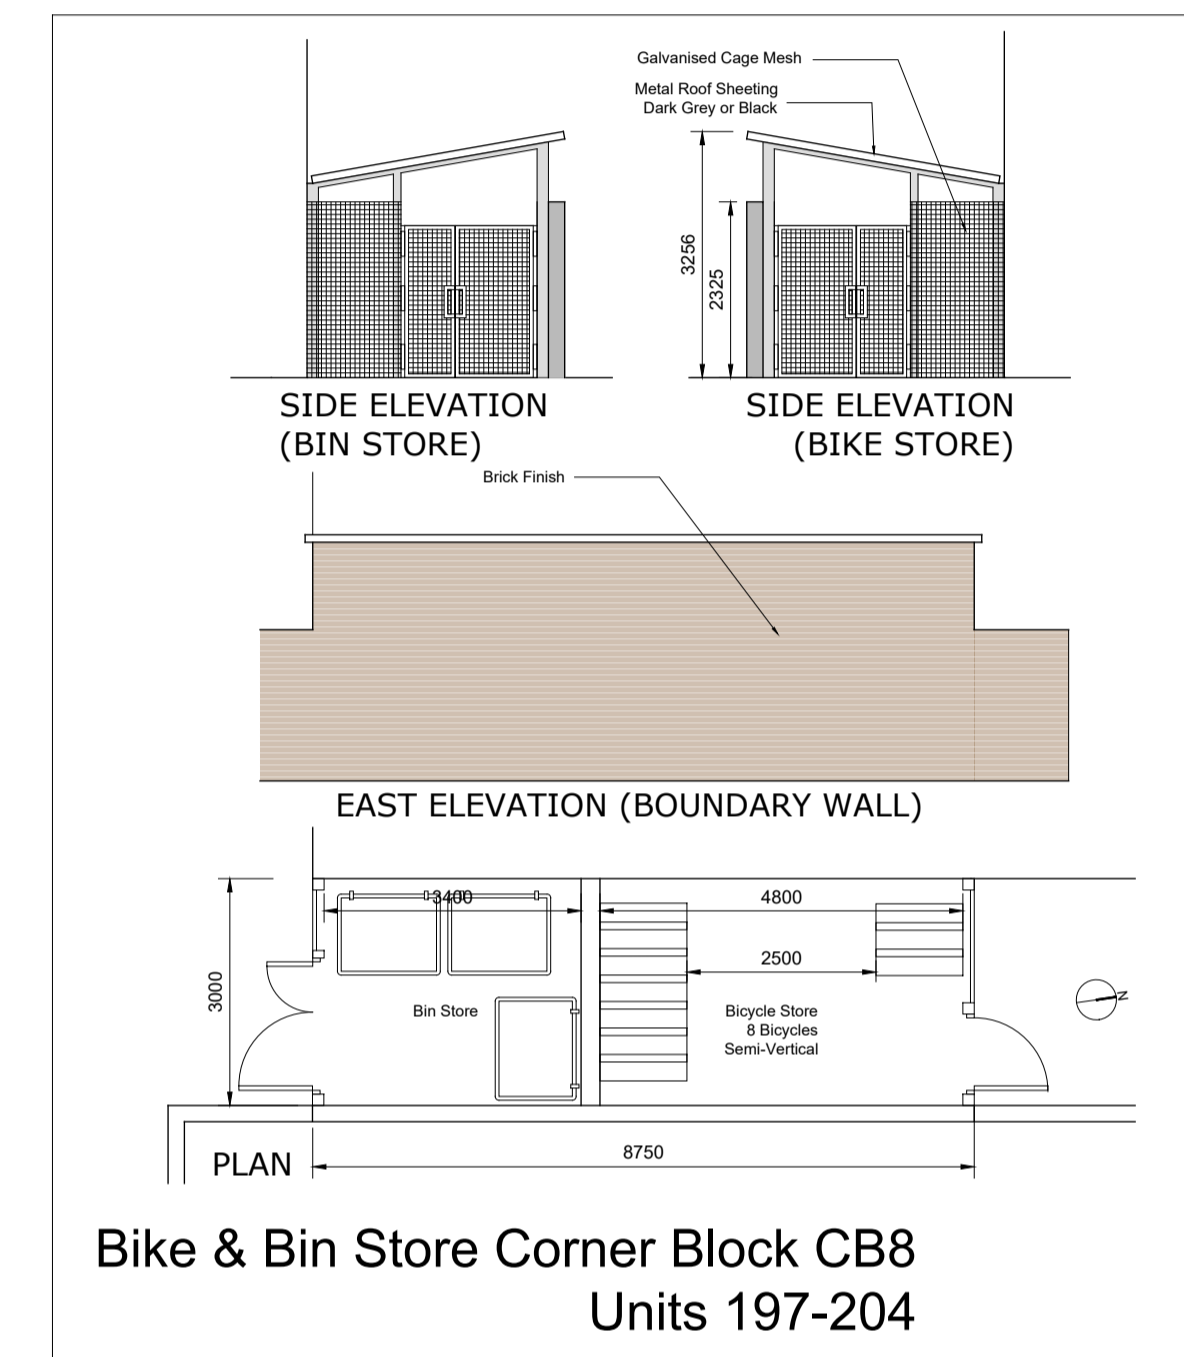 Galvanised Cage Mesh
Metal Roof Sheeting
Dark Grey or Black
3256
2325
SIDE ELEVATION
(BIN STORE)
SIDE ELEVATION
(BIKE STORE)
Brick Finish
EAST ELEVATION (BOUNDARY WALL)
3400
4800
2500
3000
Bin Store
Bicycle Store
8 Bicycles
Semi-Vertical
N
8750
PLAN
Bike & Bin Store Corner Block CB8
Units 197-204